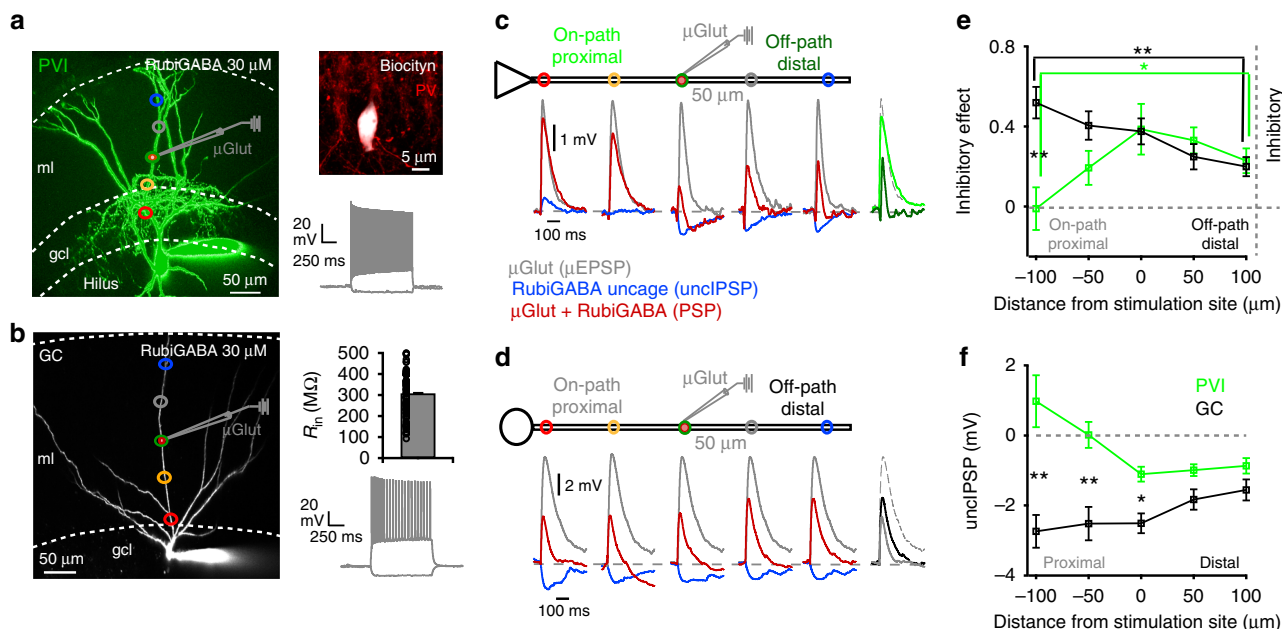 a
PVI
RubiGABA 30 μM
μGlut
ml
gcl
Hilus
50 μm
Biocityn
PV
5 μm
20
mV
250 ms
b
GC
RubiGABA 30 μM
μGlut
ml
gcl
50 μm
500
400
300
200
100
0
Rin (MΩ)
20
mV
250 ms
c
On-path
proximal
μGlut
Off-path
distal
50 μm
1 mV
100 ms
μGlut (μEPSP)
RubiGABA uncage (uncIPSP)
μGlut + RubiGABA (PSP)
d
On-path
proximal
μGlut
Off-path
distal
50 μm
2 mV
100 ms
e
0.8
0.4
0
Inhibitory effect
**
*
**
On-path
proximal
Off-path
distal
Inhibitory
−100 −50 0 50 100
Distance from stimulation site (μm)
f
2
0
−2
−4
uncIPSP (mV)
PVI
GC
** ** *
Proximal
Distal
−100 −50 0 50 100
Distance from stimulation site (μm)